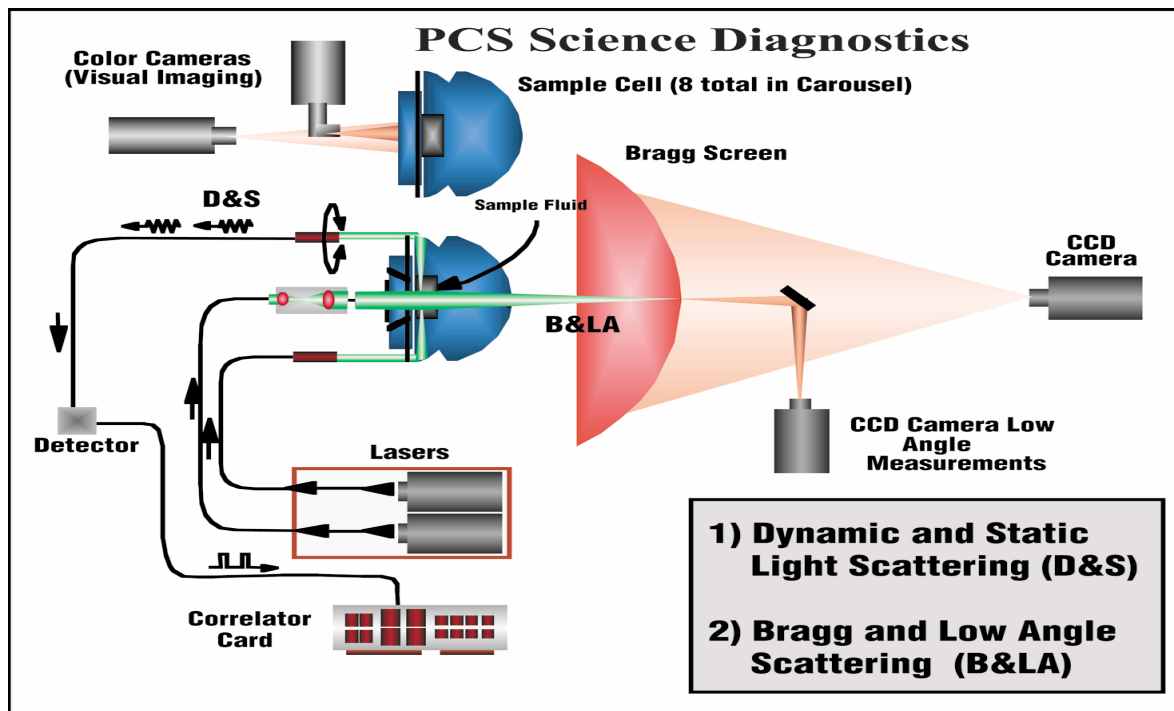 PCS Science Diagnostics
Color Cameras
(Visual Imaging)
Sample Cell (8 total in Carousel)
Bragg Screen
D&S
Sample Fluid
CCD
Camera
B&LA
Detector
Lasers
CCD Camera Low
Angle
Measurements
Correlator
Card
1) Dynamic and Static
Light Scattering (D&S)
2) Bragg and Low Angle
Scattering (B&LA)